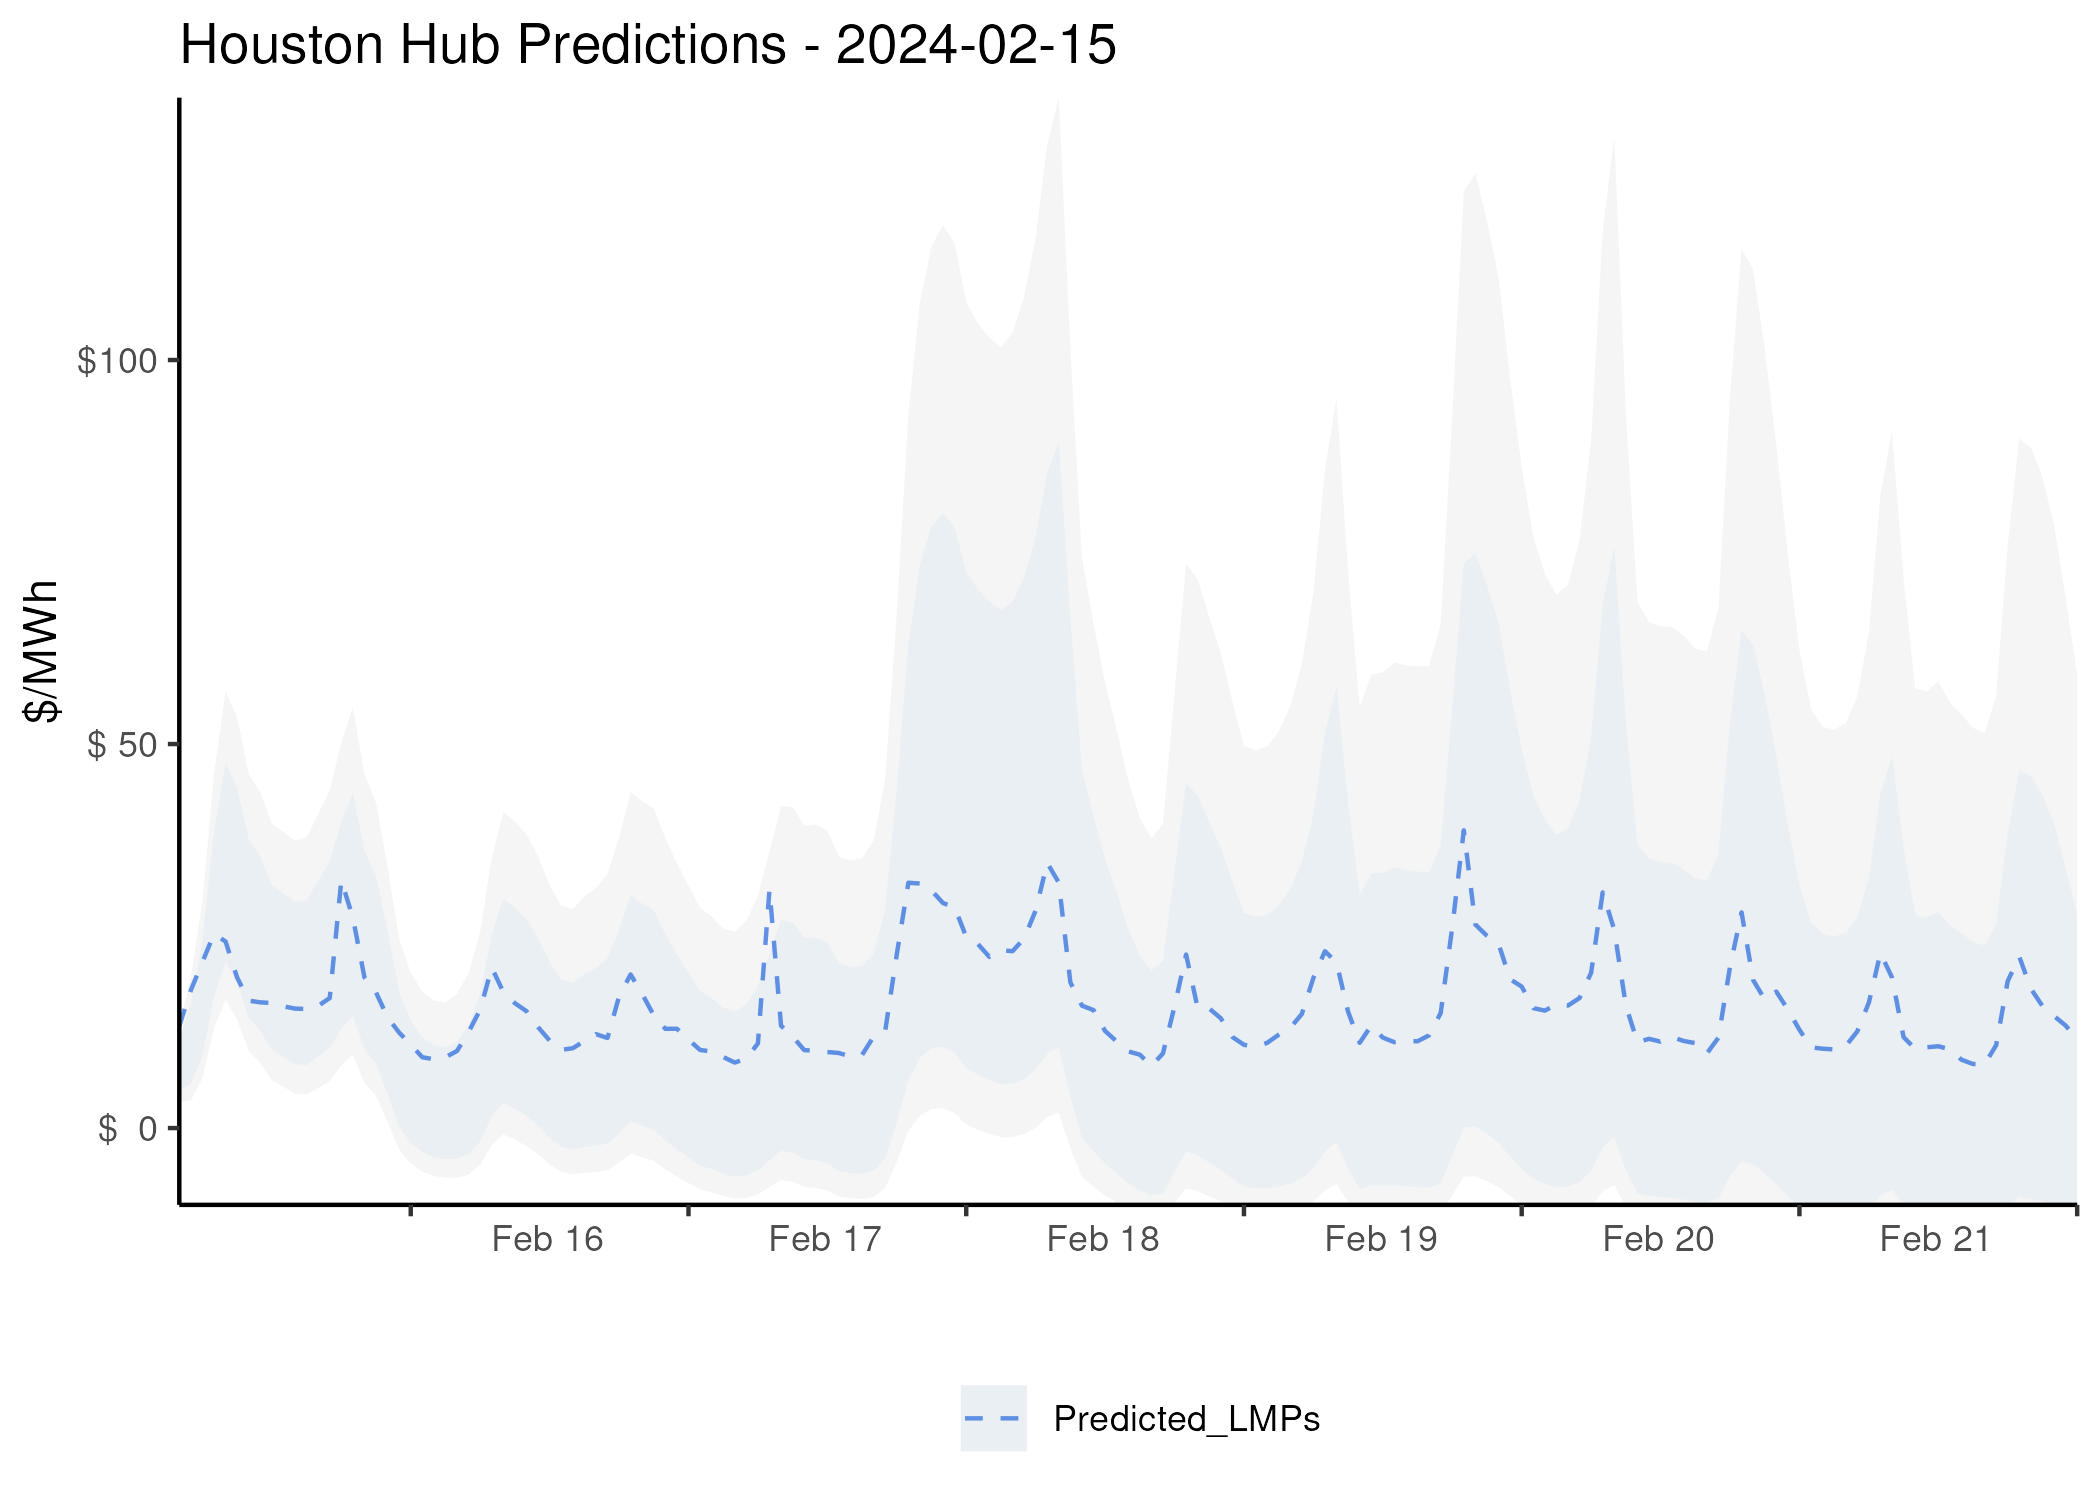 Houston Hub Predictions - 2024-02-15
$/MWh
$100
$ 50
$  0
Feb 16 Feb 17 Feb 18 Feb 19 Feb 20 Feb 21
Predicted_LMPs